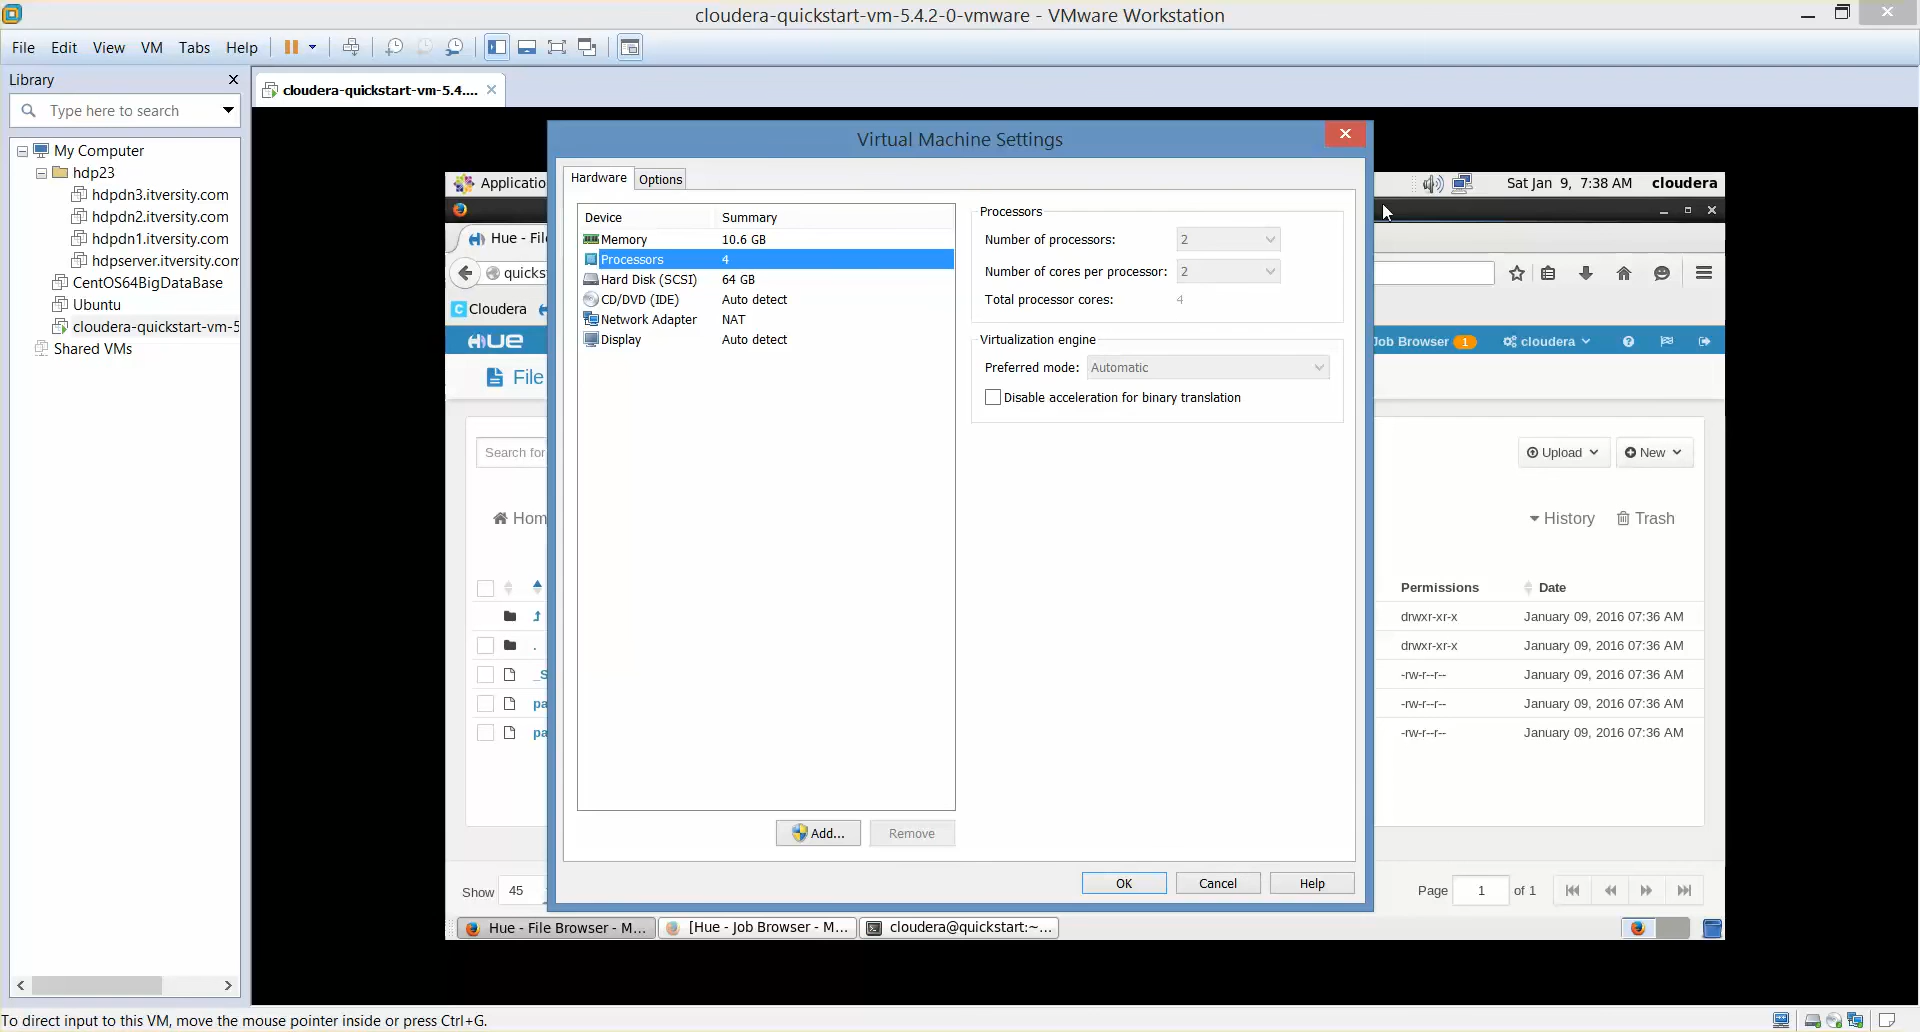 cloudera-quickstart-vm-5.4.2-0-vmware - VMware Workstation
File Edit View VM Tabs Help
Library
cloudera-quickstart-vm-5.4....
Type here to search
My Computer
hdp23
hdpdn3.itversity.com
hdpdn2.itversity.com
hdpdn1.itversity.com
hdpserver.itversity.com
CentOS64BigDataBase
Ubuntu
cloudera-quickstart-vm-5
Shared VMs
Virtual Machine Settings
Hardware
Options
Device Summary
Memory 10.6 GB
Processors 4
Hard Disk (SCSI) 64 GB
CD/DVD (IDE) Auto detect
Network Adapter NAT
Display Auto detect
Processors
Number of processors: 2
Number of cores per processor: 2
Total processor cores: 4
Virtualization engine
Preferred mode: Automatic
Disable acceleration for binary translation
Add...
Remove
OK
Cancel
Help
Applicatio
Sat Jan 9, 7:38 AM cloudera
Hue - Fil
quicks
Cloudera
HUE
Job Browser 1 cloudera
File
Search for
Upload New
Hom
History Trash
Permissions Date
drwxr-xr-x January 09, 2016 07:36 AM
. drwxr-xr-x January 09, 2016 07:36 AM
_S -rw-r--r-- January 09, 2016 07:36 AM
pa -rw-r--r-- January 09, 2016 07:36 AM
pa -rw-r--r-- January 09, 2016 07:36 AM
Show 45
Page 1 of 1
Hue - File Browser - M...
[Hue - Job Browser - M...
cloudera@quickstart:~...
To direct input to this VM, move the mouse pointer inside or press Ctrl+G.